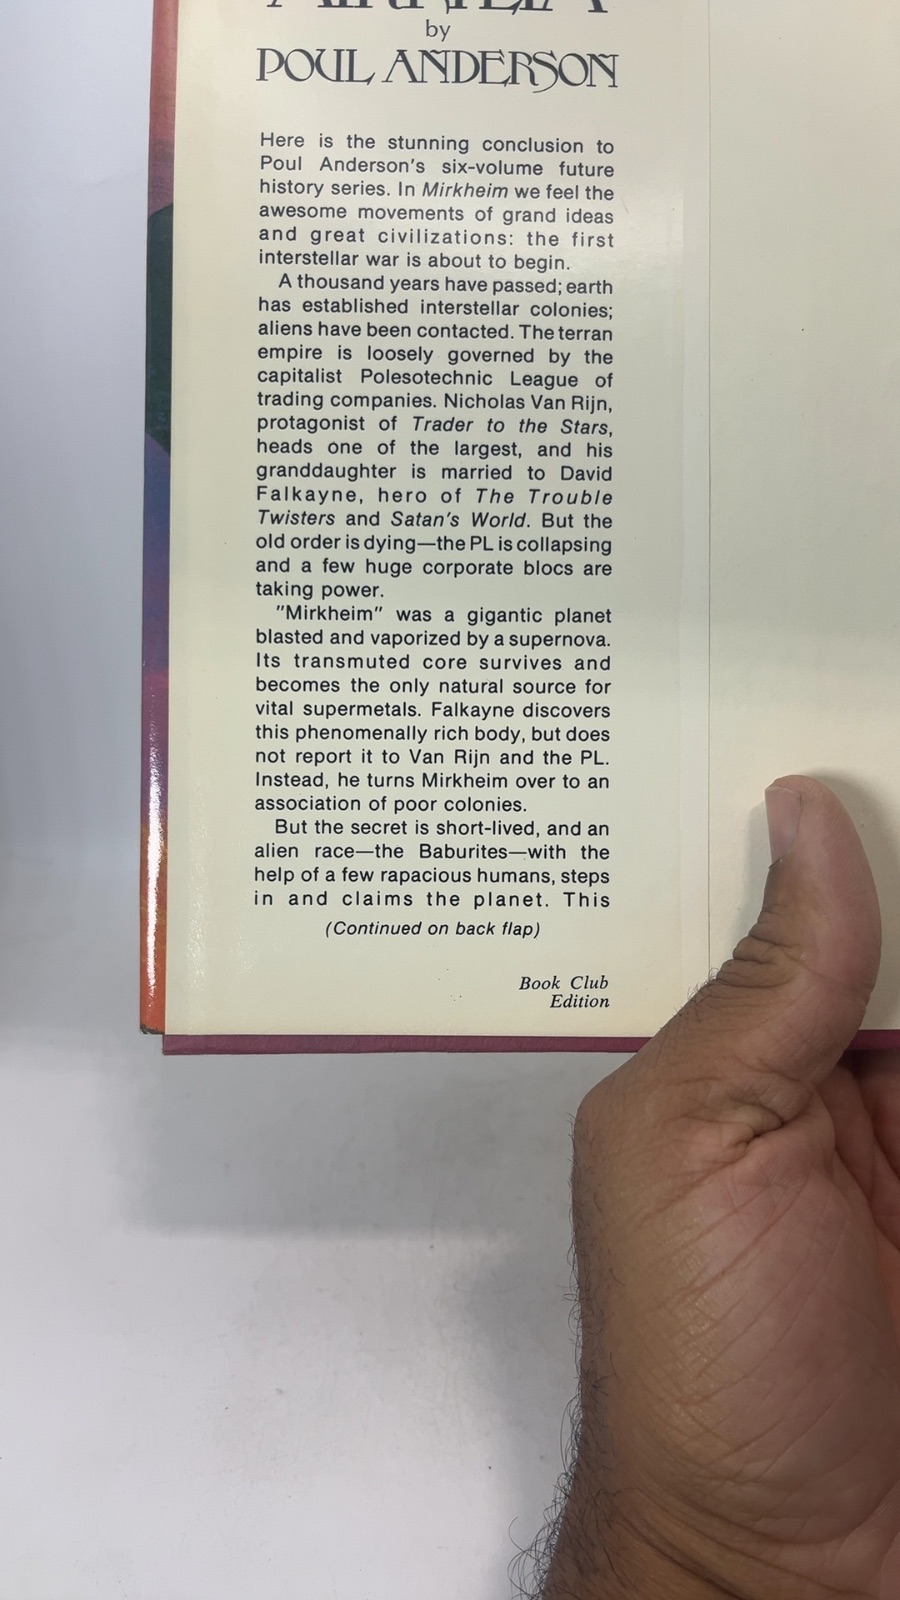 by
POUL ANDERSON
Here is the stunning conclusion to
Poul Anderson's six-volume future
history series. In Mirkheim we feel the
awesome movements of grand ideas
and great civilizations: the first
interstellar war is about to begin.
A thousand years have passed; earth
has established interstellar colonies;
aliens have been contacted. The terran
empire is loosely governed by the
capitalist Polesotechnic League of
trading companies. Nicholas Van Rijn,
protagonist of Trader to the Stars,
heads one of the largest, and his
granddaughter is married to David
Falkayne, hero of The Trouble
Twisters and Satan's World. But the
old order is dying—the PL is collapsing
and a few huge corporate blocs are
taking power.
"Mirkheim" was a gigantic planet
blasted and vaporized by a supernova.
Its transmuted core survives and
becomes the only natural source for
vital supermetals. Falkayne discovers
this phenomenally rich body, but does
not report it to Van Rijn and the PL.
Instead, he turns Mirkheim over to an
association of poor colonies.
But the secret is short-lived, and an
alien race—the Baburites—with the
help of a few rapacious humans, steps
in and claims the planet. This
(Continued on back flap)
Book Club
Edition